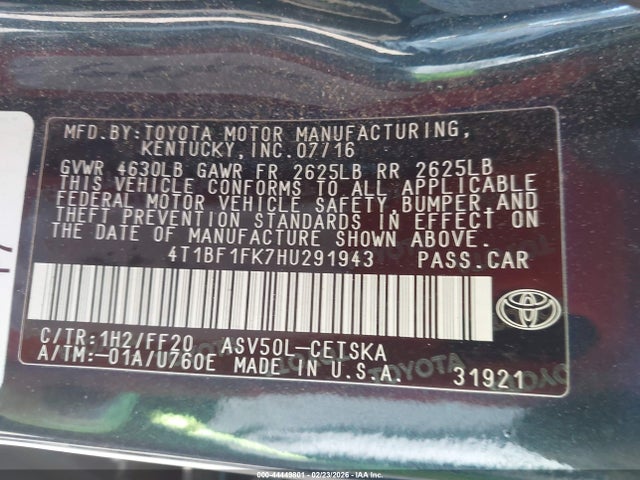 MFD. BY: TOYOTA MOTOR MANUFACTURING,
KENTUCKY, INC. 07/16
GVWR 4630LB GAWR FR 2625LB RR 2625LB
THIS VEHICLE CONFORMS TO ALL APPLICABLE
FEDERAL MOTOR VEHICLE SAFETY, BUMPER, AND
THEFT PREVENTION STANDARDS IN EFFECT ON
THE DATE OF MANUFACTURE SHOWN ABOVE.
4T1BF1FK7HU291943 PASS. CAR
C/TR: 1H2/FF20 ASV50L-CETSKA
A/TM: -01A/U760E MADE IN U.S.A. 31921
TOYOTA
000-44449801 - 02/23/2026 - IAA Inc.